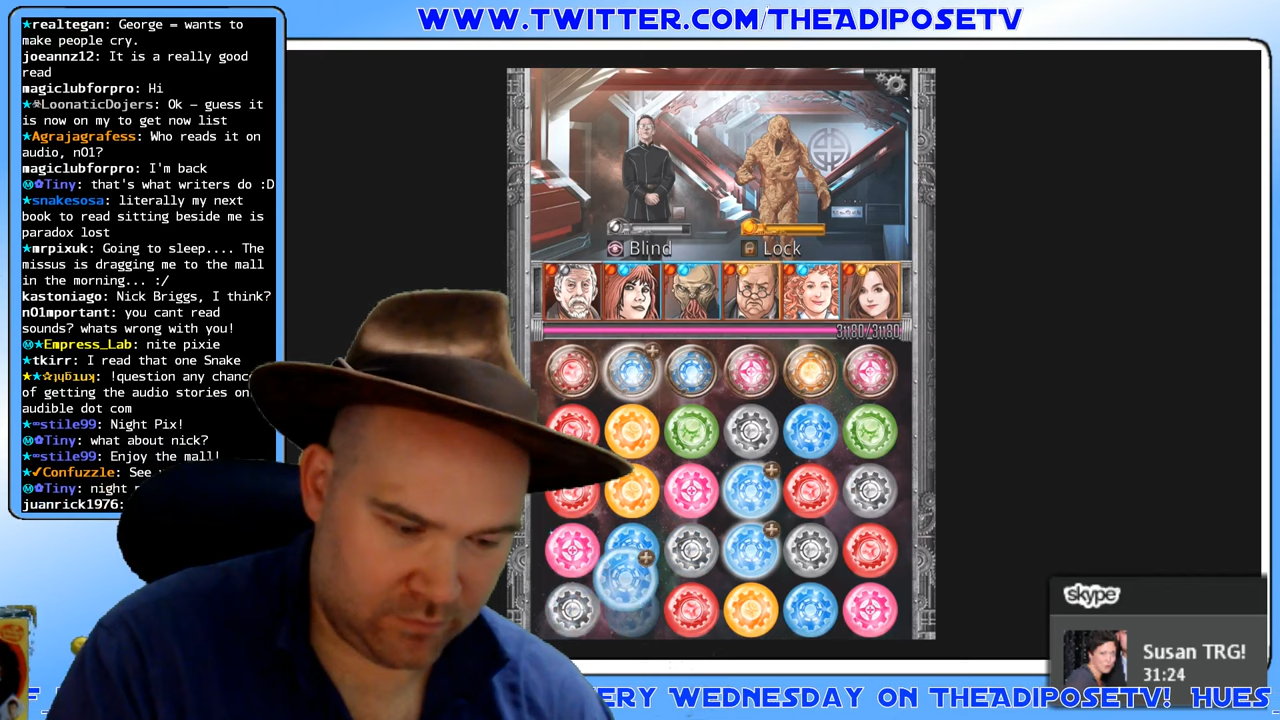 WWW.TWITTER.COM/THEADIPOSETV
★realtegan: George – wants to
make people cry.
joeannz12: It is a really good
read
magiclubforpro: Hi
LoonaticDojers: Ok – guess it
is now on my to get now list
Agrajagrafess: Who reads it on
audio, nO1?
magiclubforpro: I'm back
Tiny: that's what writers do :D
★snakesosa: literally my next
book to read sitting beside me is
paradox lost
★mrpixuk: Going to sleep.... The
missus is dragging me to the mall
in the morning... :/
kastoniago: Nick Briggs, I think?
nO1mportant: you cant read
sounds? whats wrong with you!
Empress_Lab: nite pixie
★tkirr: I read that one Snake
!question any chanc
of getting the audio stories on
audible dot com
★∞stile99: Night Pix!
Tiny: what about nick?
★∞stile99: Enjoy the mall!
★✔Confuzzle: See
Tiny: night
juanrick1976:
Blind
Lock
31180/31180
skype
Susan TRG!
31:24
ERY WEDNESDAY ON THEADIPOSETV! HUES